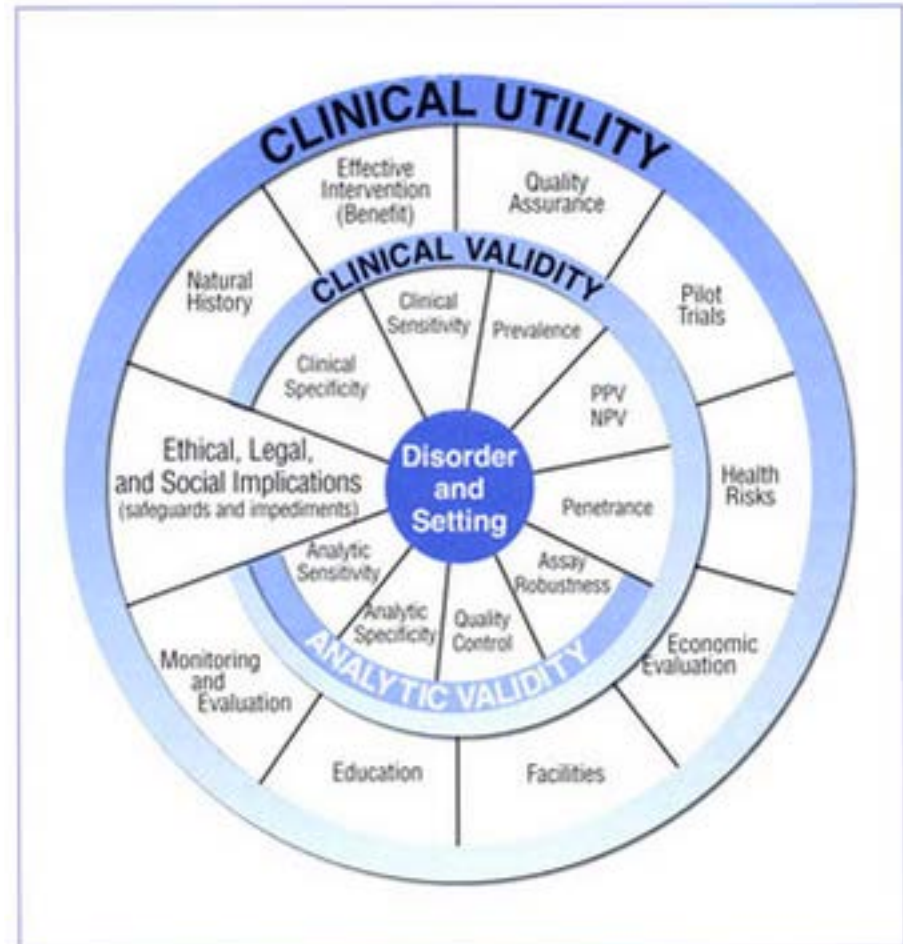 CLINICAL UTILITY
Effective
Intervention
(Benefit)
Quality
Assurance
Natural
History
Pilot
Trials
CLINICAL VALIDITY
Clinical
Sensitivity
Prevalence
Clinical
Specificity
PPV
NPV
Ethical, Legal,
and Social Implications
(safeguards and impediments)
Disorder
and
Setting
Health
Risks
Penetrance
Analytic
Sensitivity
Assay
Robustness
Analytic
Specificity
Quality
Control
ANALYTIC VALIDITY
Monitoring
and
Evaluation
Economic
Evaluation
Education
Facilities